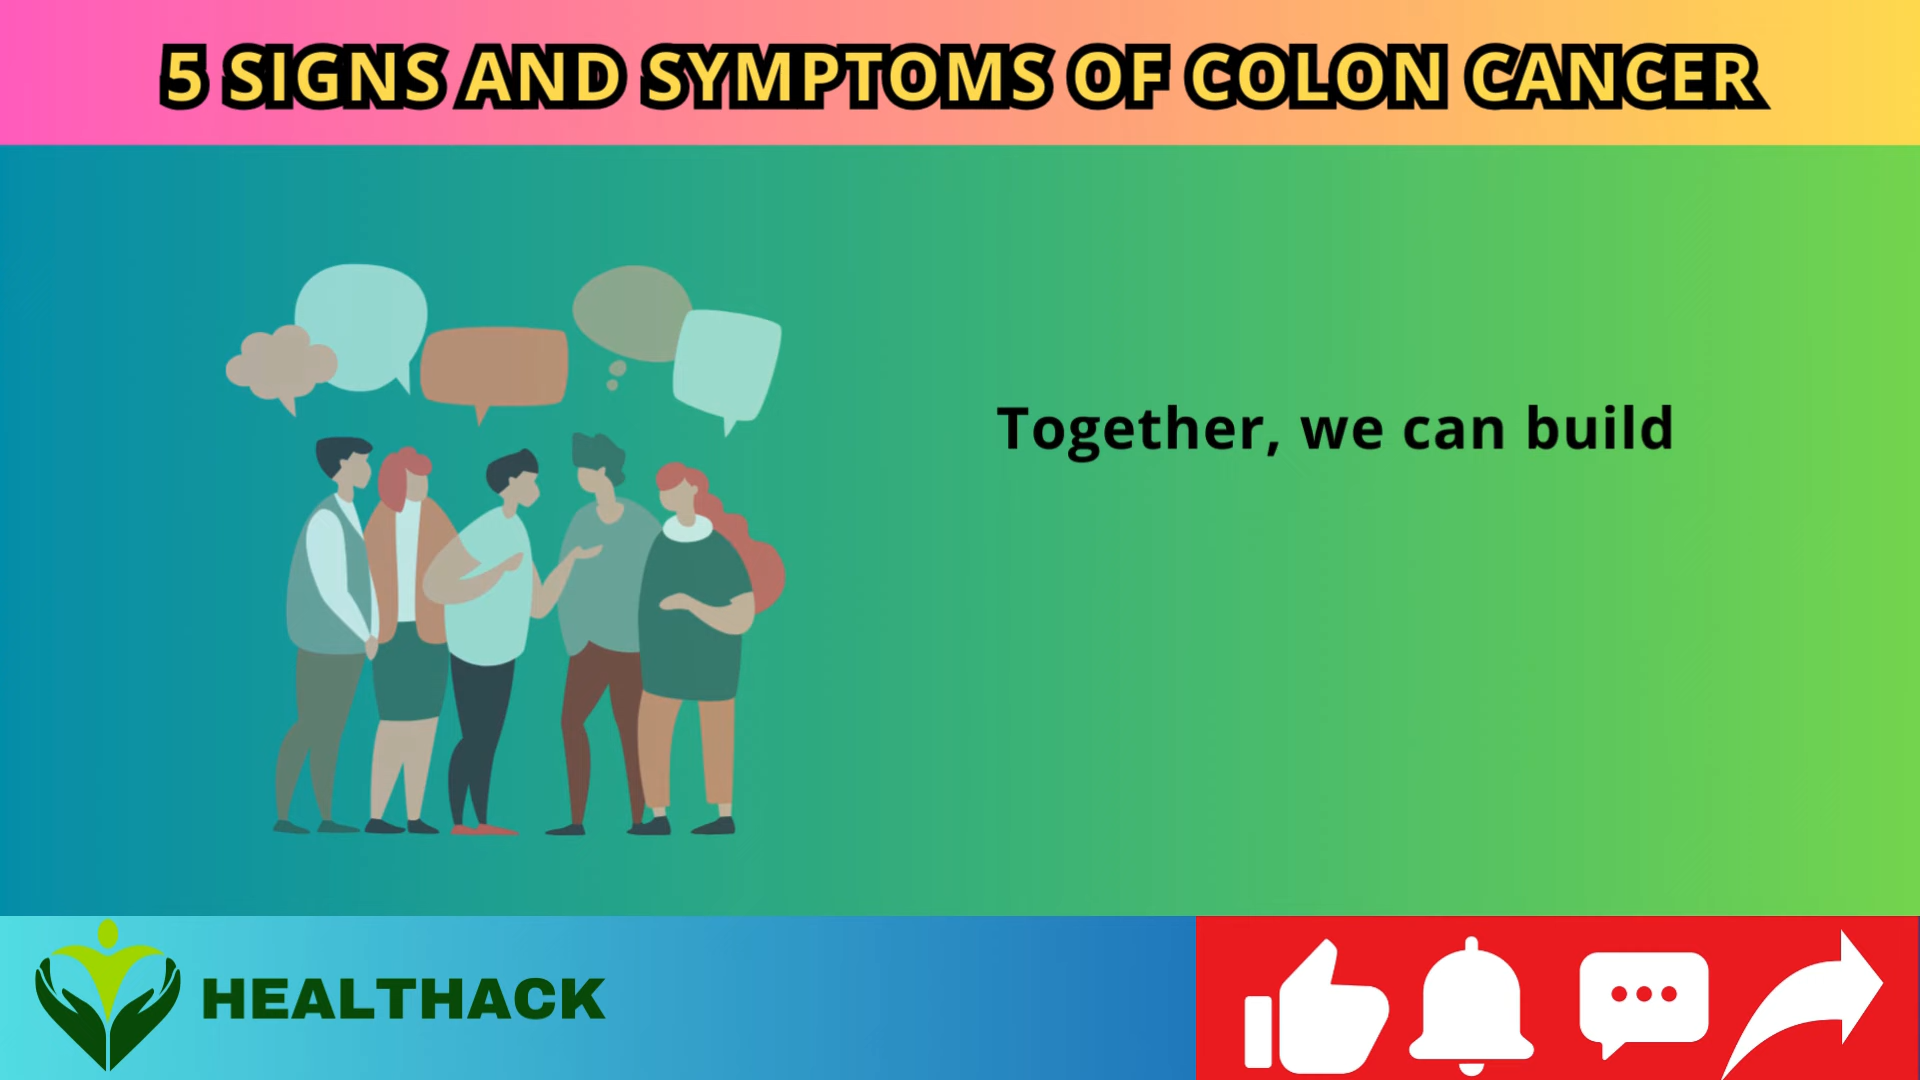 5 SIGNS AND SYMPTOMS OF COLON CANCER
Together, we can build
HEALTHACK